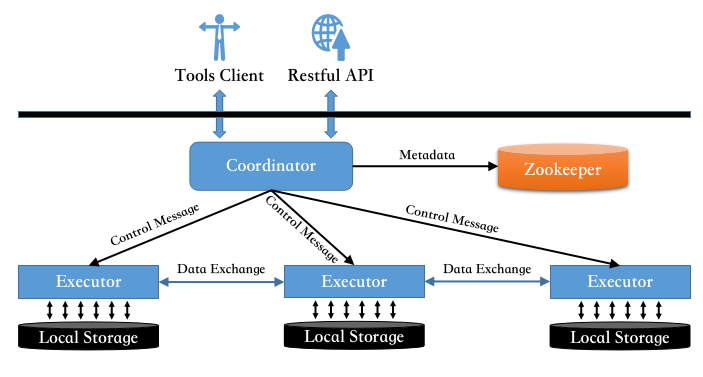 Tools Client
Restful API
Coordinator
Metadata
Zookeeper
Control Message
Control Message
Control Message
Executor
Data Exchange
Executor
Data Exchange
Executor
Local Storage
Local Storage
Local Storage